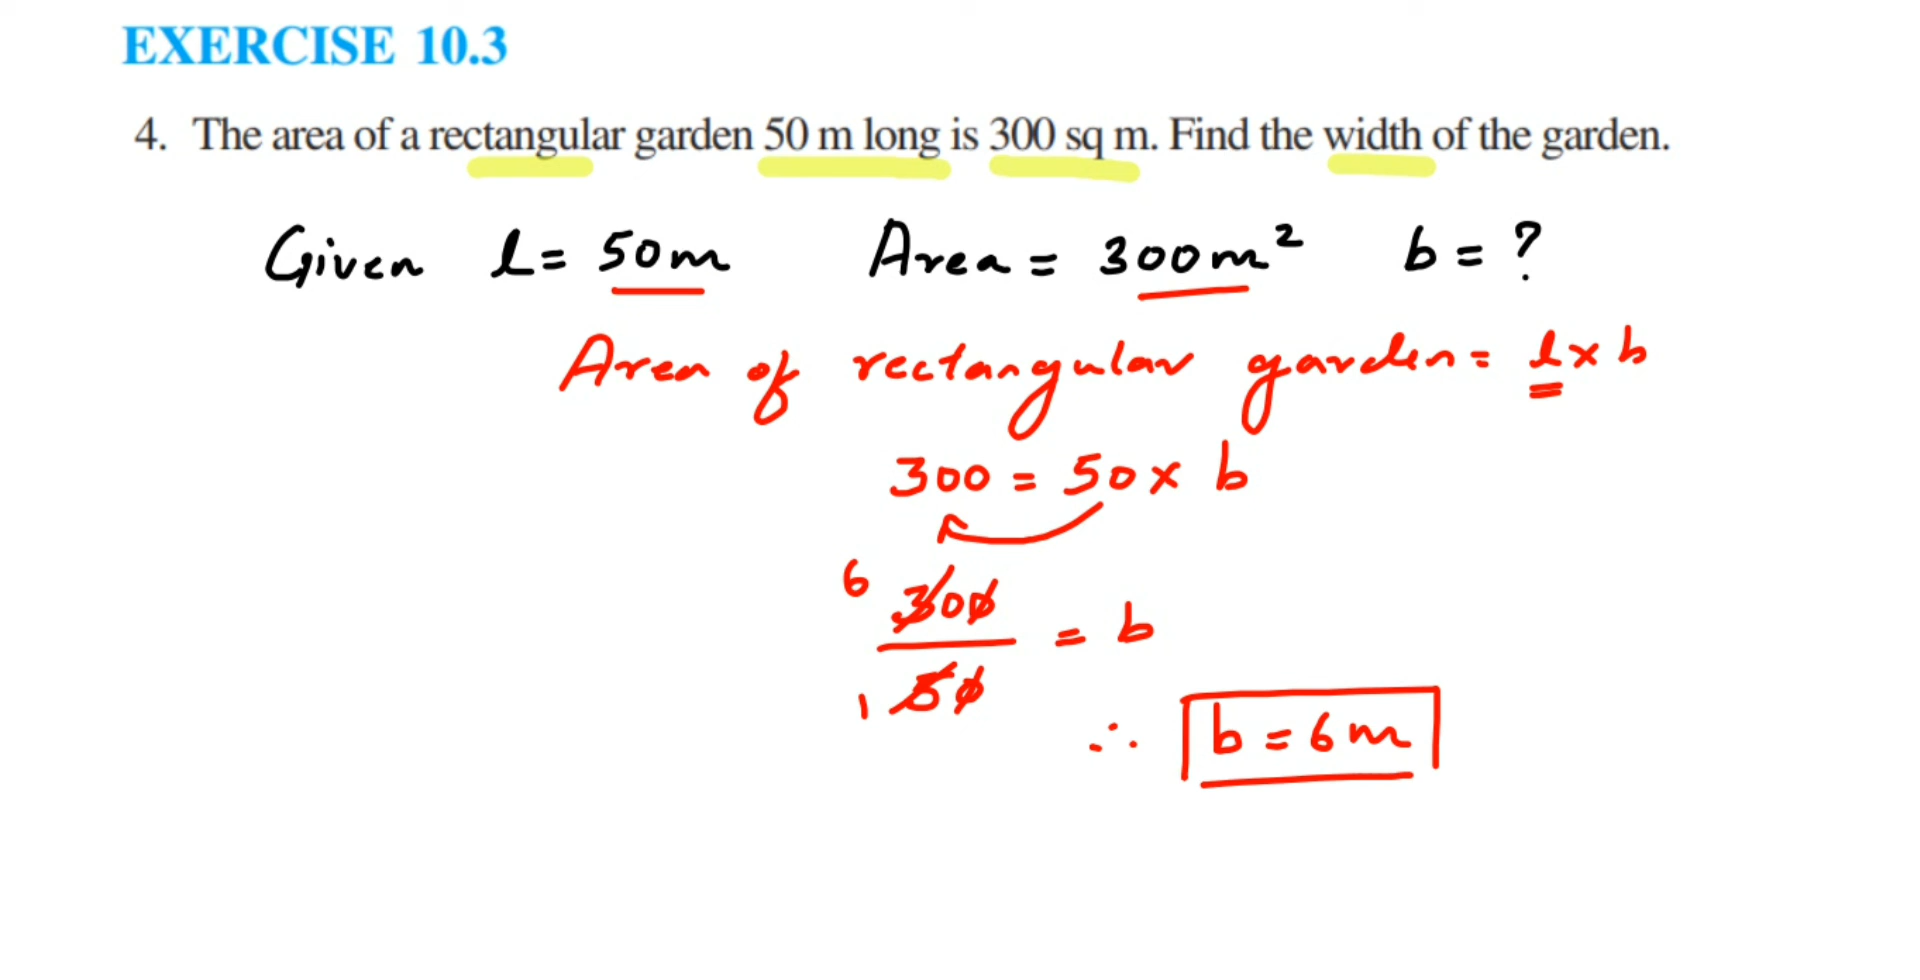 EXERCISE 10.3
4. The area of a rectangular garden 50 m long is 300 sq m. Find the width of the garden.
Given l = 50m Area = 300m² b = ?
Area of rectangular garden = l × b
300 = 50 × b
6 300
1 50
= b
∴ b = 6m